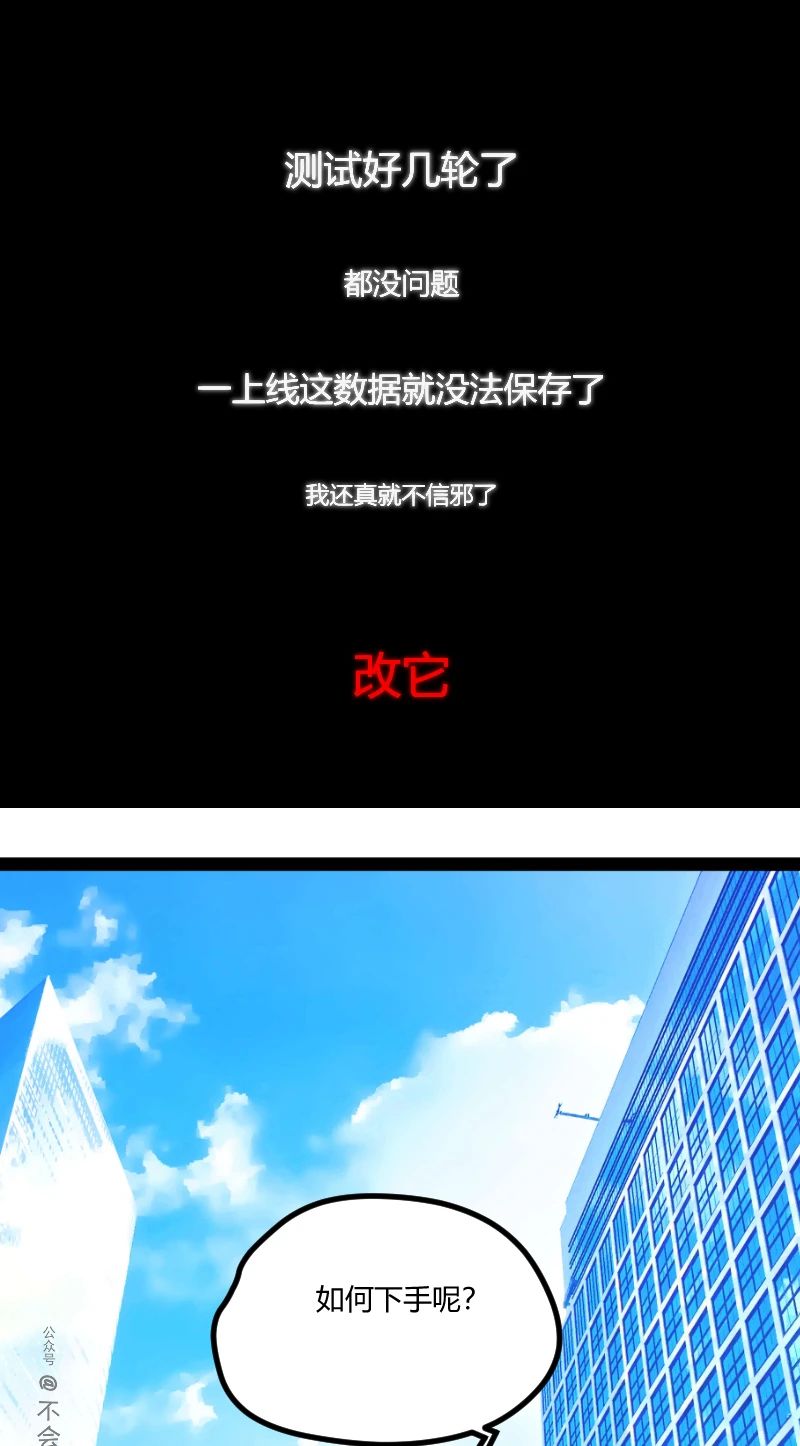 测试好几轮了
都没问题
一上线这数据就没法保存了
我还真就不信邪了
改它
如何下手呢?
公众号
@不会